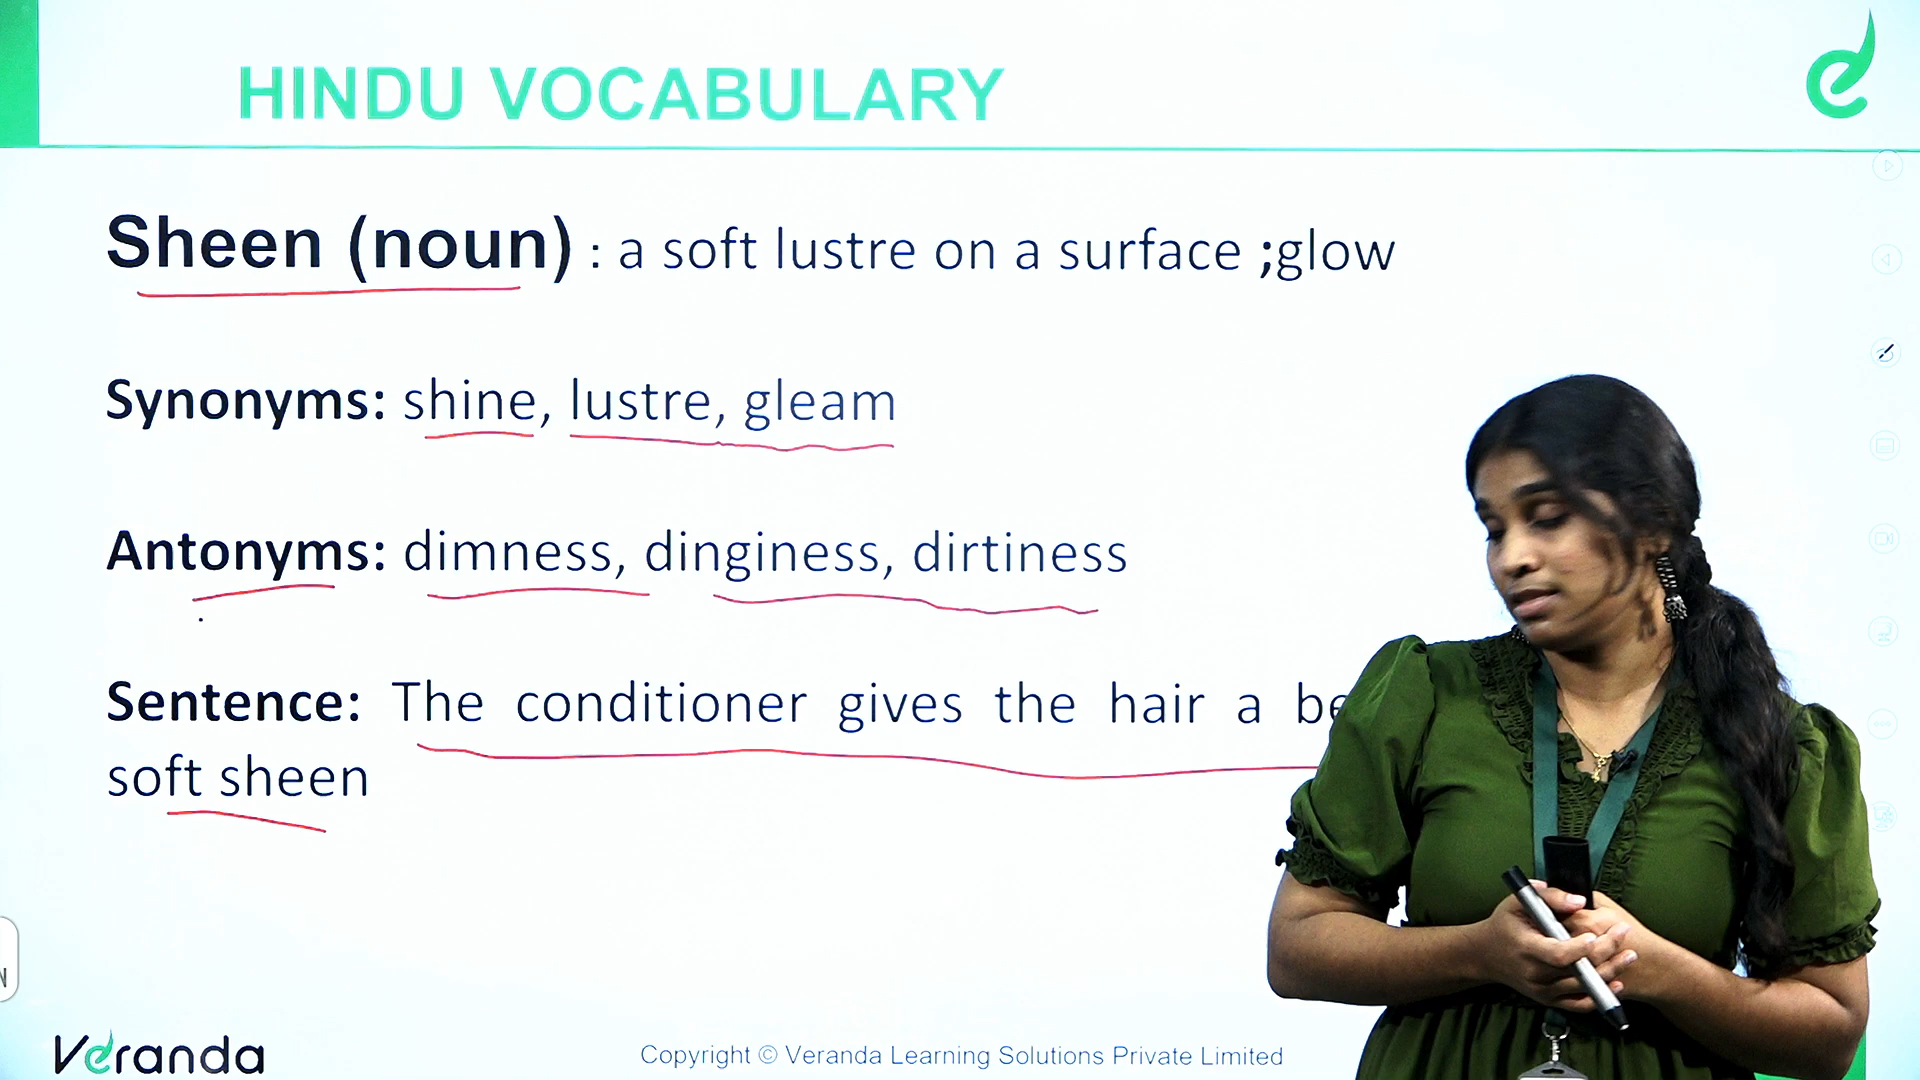 HINDU VOCABULARY
Sheen (noun) : a soft lustre on a surface ;glow
Synonyms: shine, lustre, gleam
Antonyms: dimness, dinginess, dirtiness
Sentence: The conditioner gives the hair a
soft sheen
Veranda
Copyright © Veranda Learning Solutions Private Limited